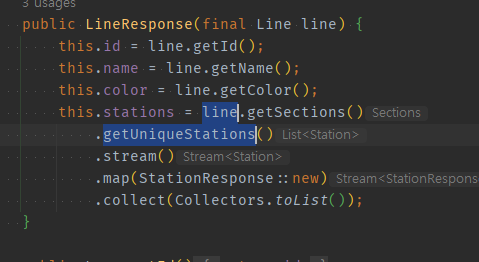 3 usages
public LineResponse(final Line line) {
this.id = line.getId();
this.name = line.getName();
this.color = line.getColor();
this.stations = line.getSections() Sections
.getUniqueStations() List<Station>
.stream() Stream<Station>
.map(StationResponse::new) Stream<StationRespons
.collect(Collectors.toList());
}